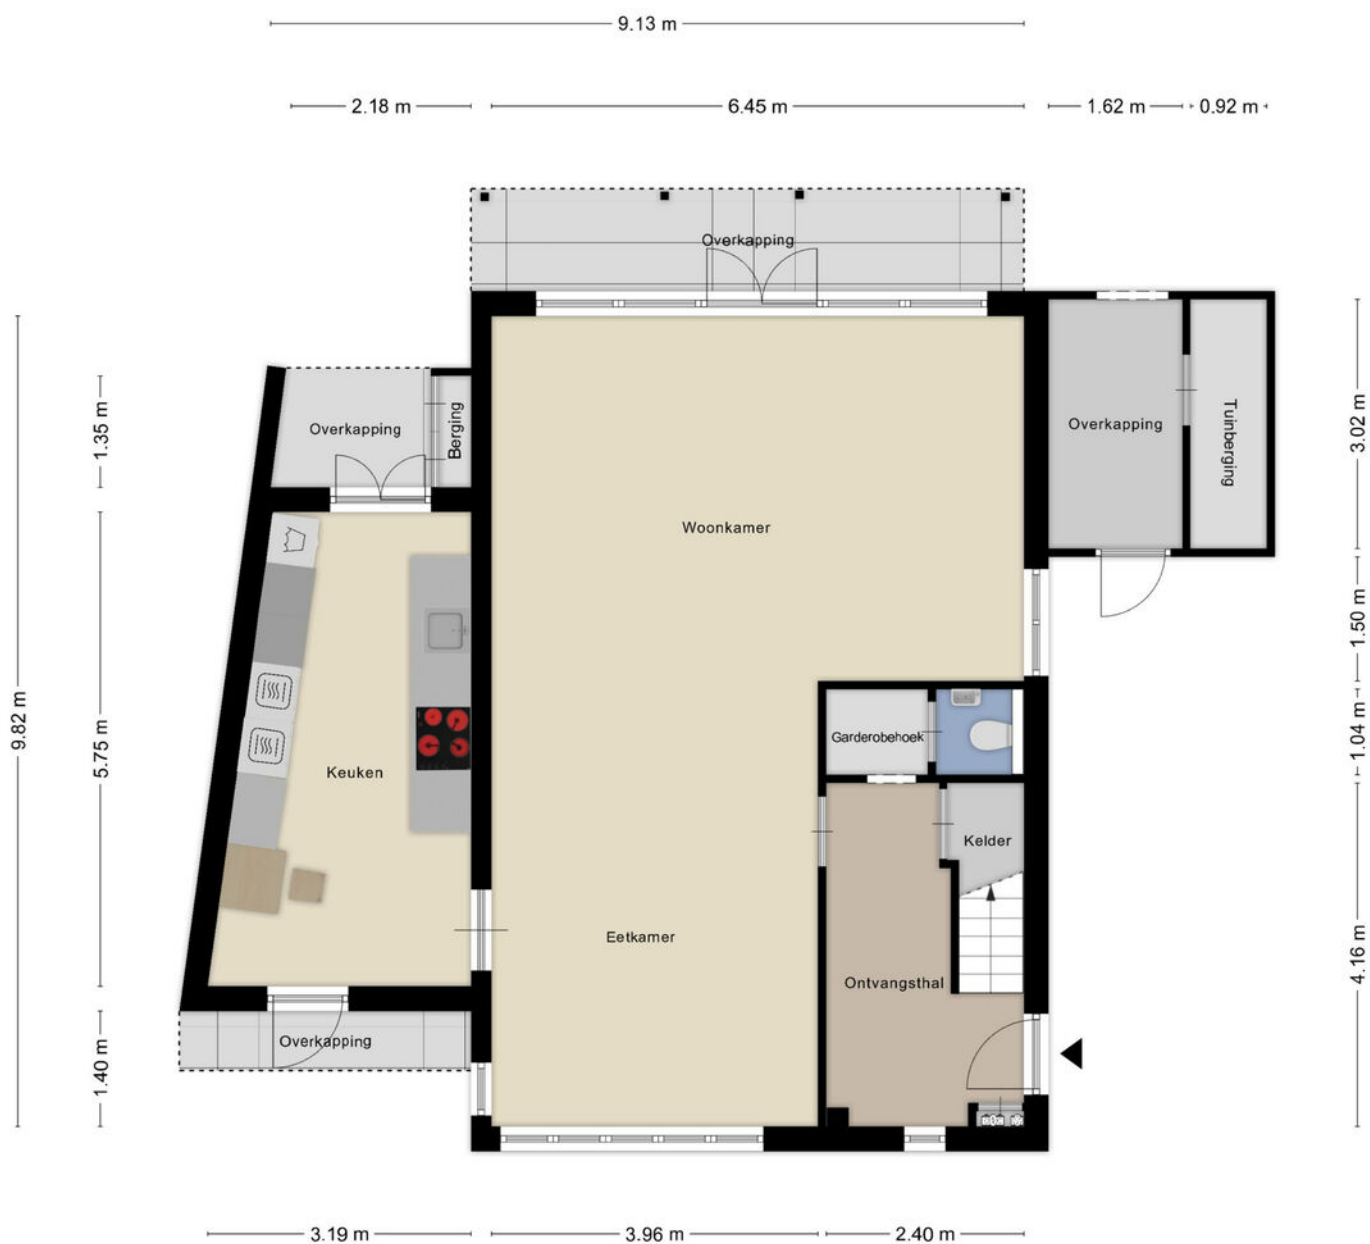 9.13 m
2.18 m
6.45 m
1.62 m
0.92 m
Overkapping
Overkapping
Berging
Overkapping
Tuinberging
1.35 m
3.02 m
Woonkamer
1.50 m
9.82 m
5.75 m
Keuken
Garderobehoek
1.04 m
Kelder
Eetkamer
Ontvangsthal
4.16 m
Overkapping
1.40 m
3.19 m
3.96 m
2.40 m